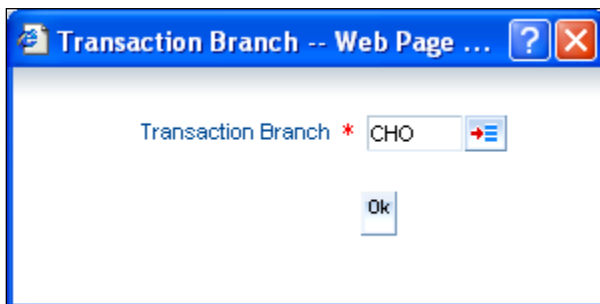 Transaction Branch -- Web Page ... ?
Transaction Branch * CHO
Ok